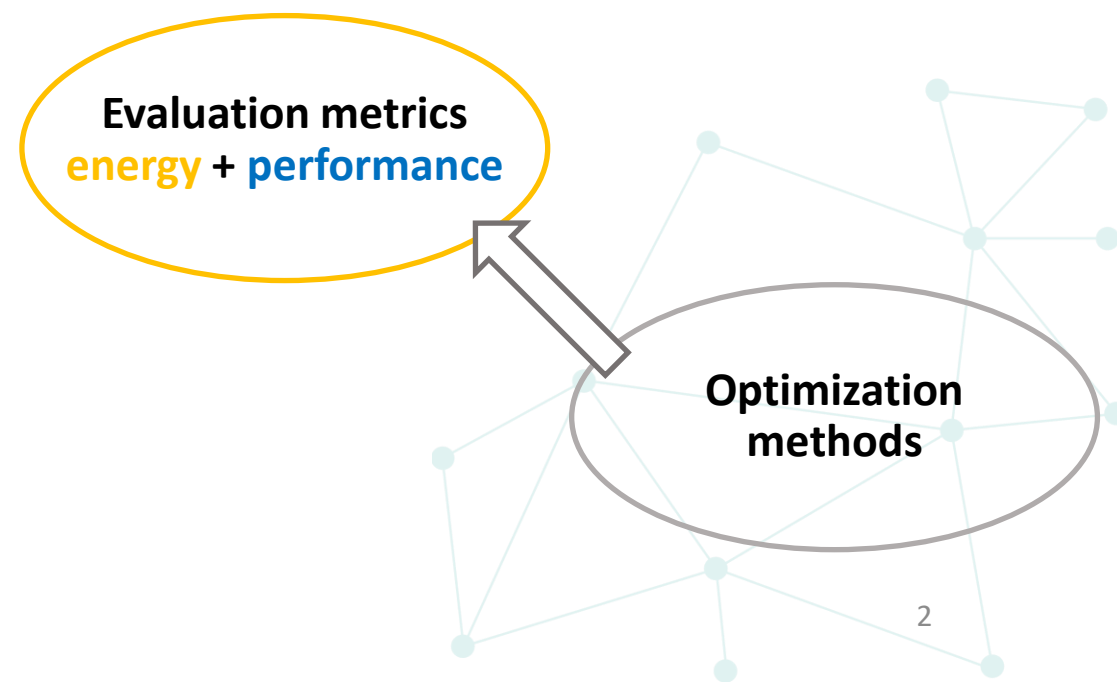 Evaluation metrics
energy + performance
Optimization
methods
2